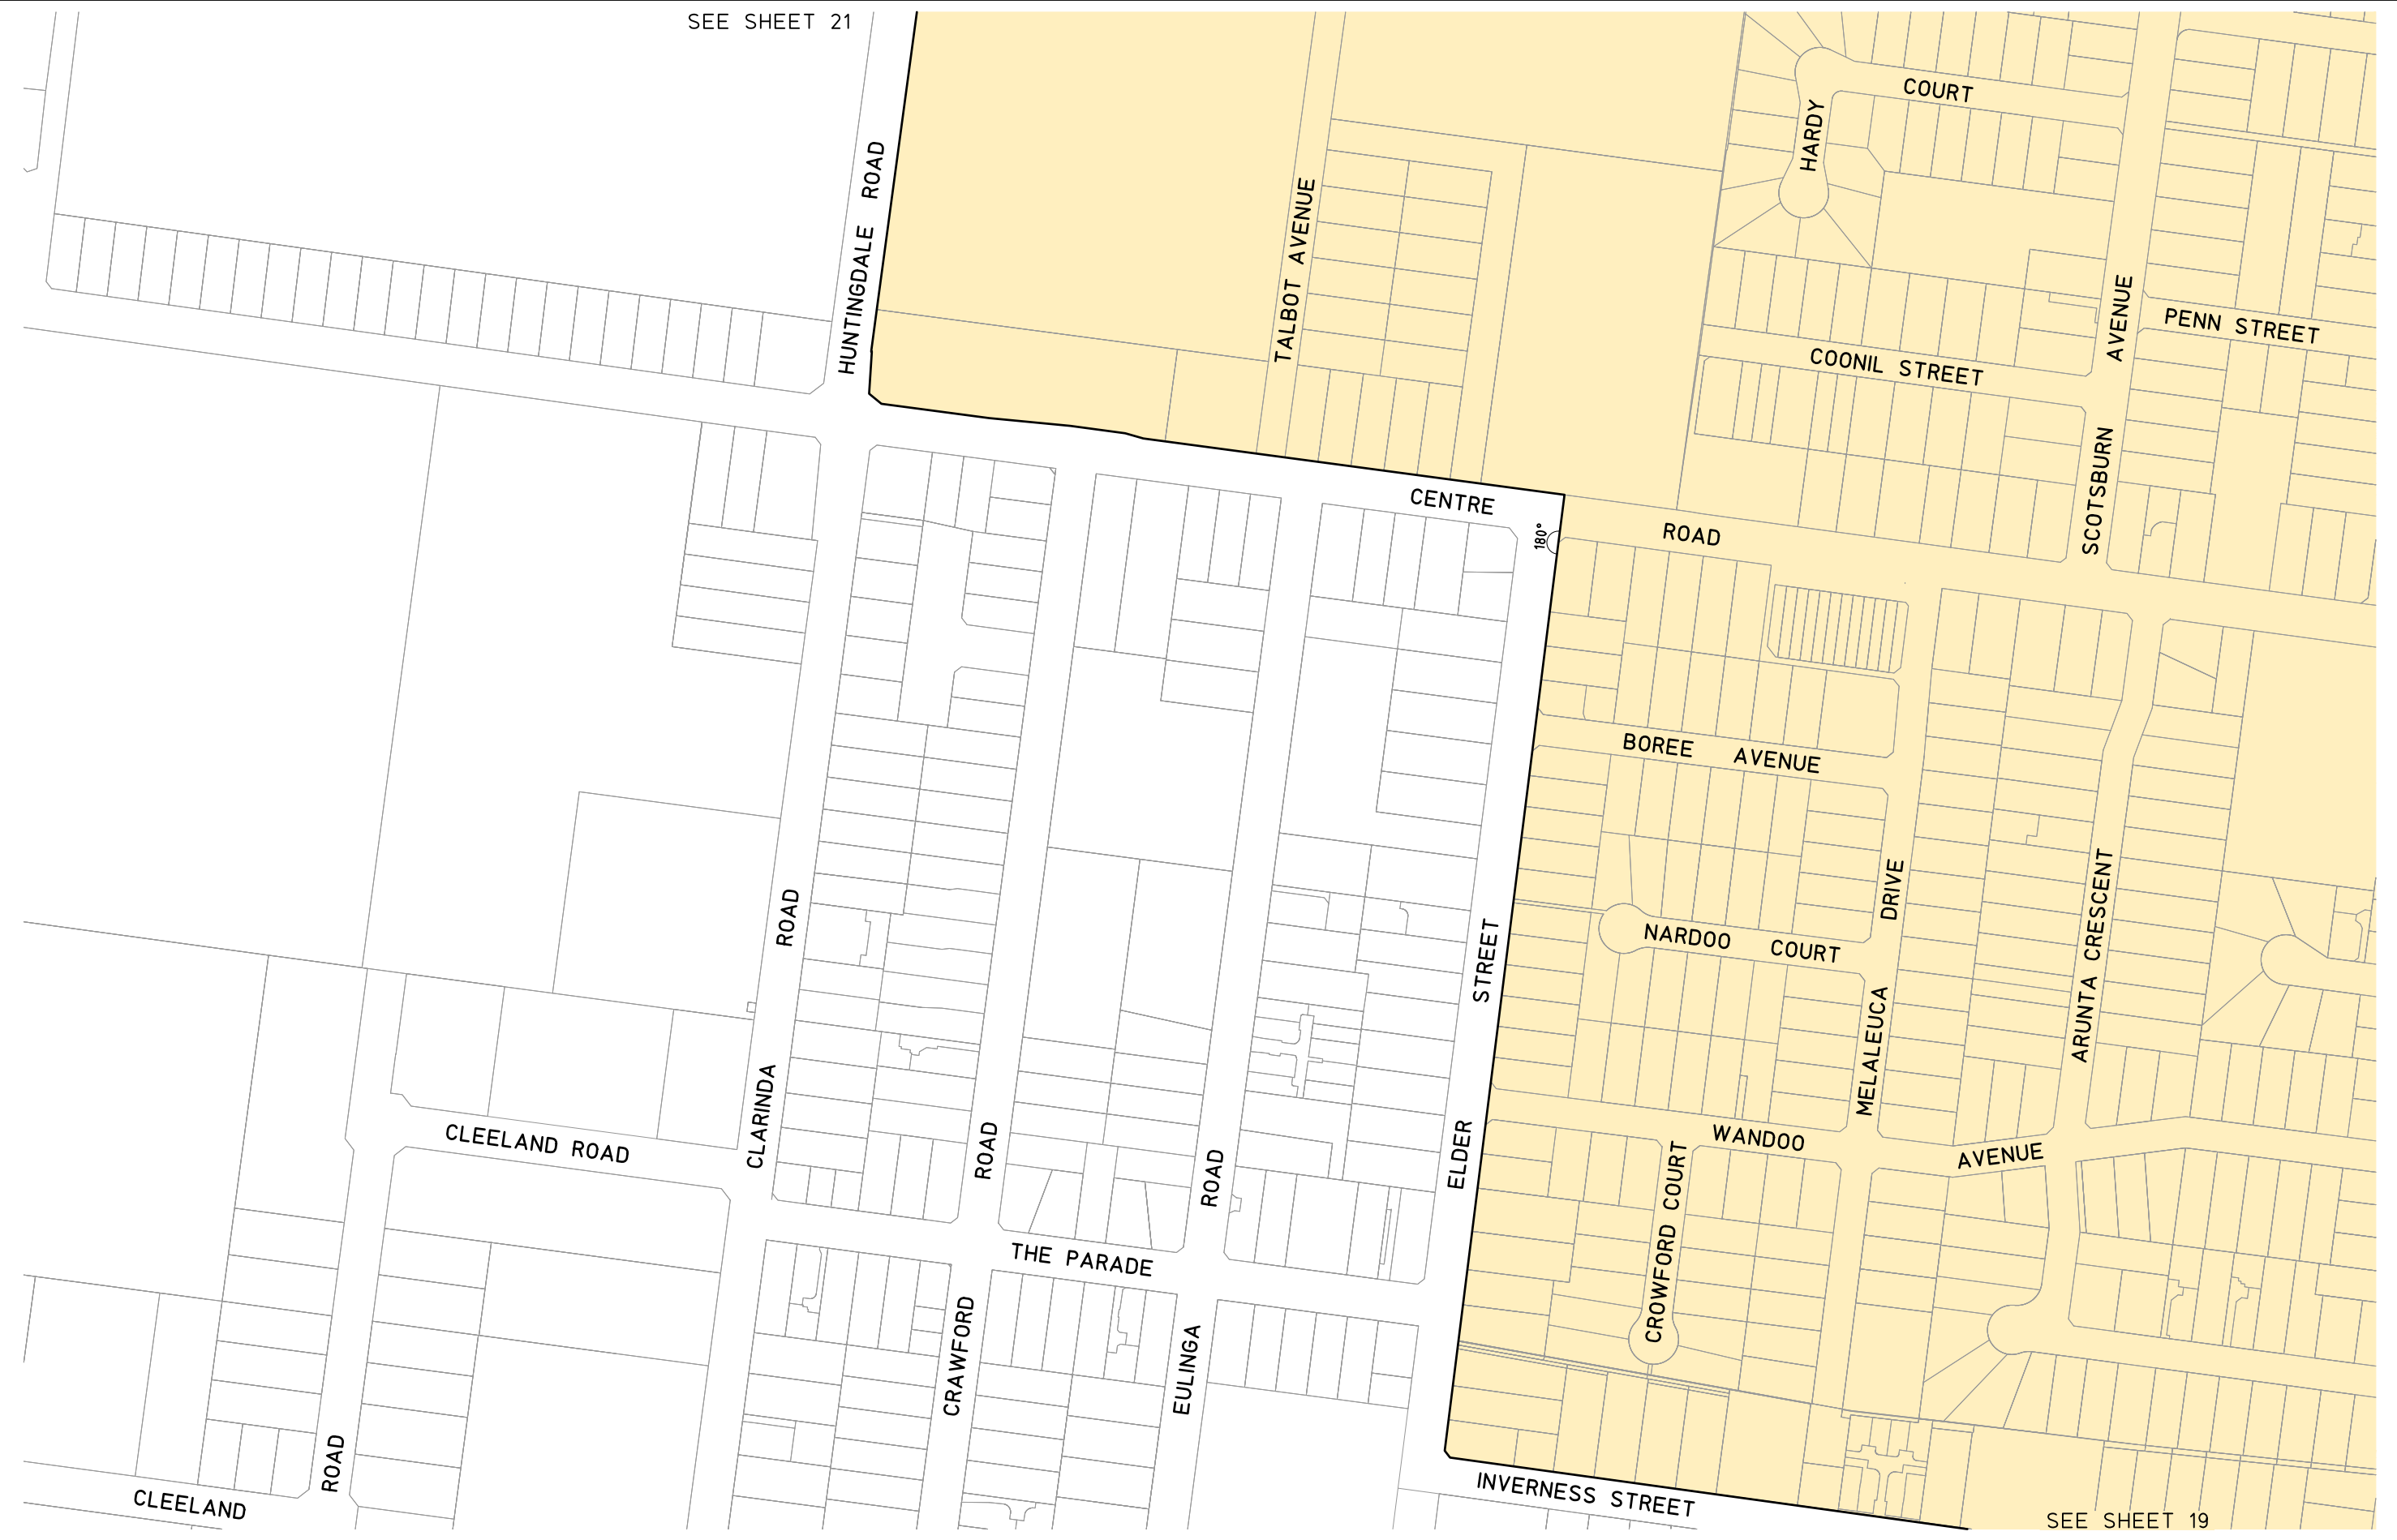 SEE SHEET 21
COURT
HARDY
HUNTINGDALE ROAD
TALBOT AVENUE
AVENUE
PENN STREET
COONIL STREET
SCOTSBURN
CENTRE
180°
ROAD
BOREE AVENUE
ROAD
STREET
DRIVE
NARDOO COURT
ARUNTA CRESCENT
MELALEUCA
CLARINDA
CLEELAND ROAD
ROAD
ROAD
ELDER
CROWFORD COURT
WANDOO
AVENUE
THE PARADE
CRAWFORD
EULINGA
ROAD
CLEELAND
INVERNESS STREET
SEE SHEET 19